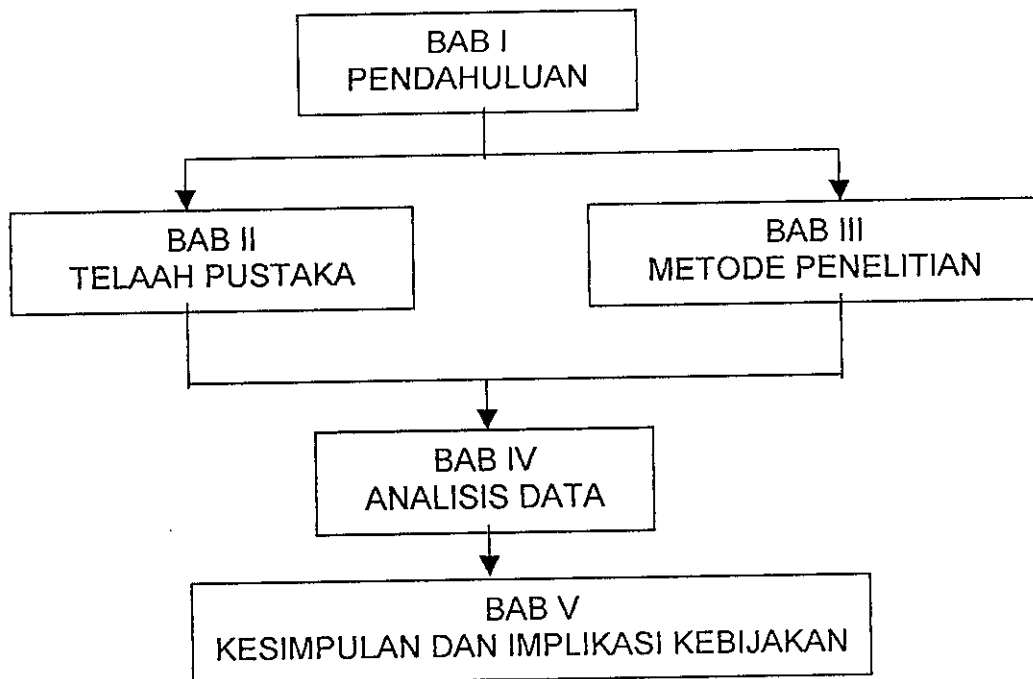 BAB I
PENDAHULUAN
BAB II
TELAAH PUSTAKA
BAB III
METODE PENELITIAN
BAB IV
ANALISIS DATA
BAB V
KESIMPULAN DAN IMPLIKASI KEBIJAKAN